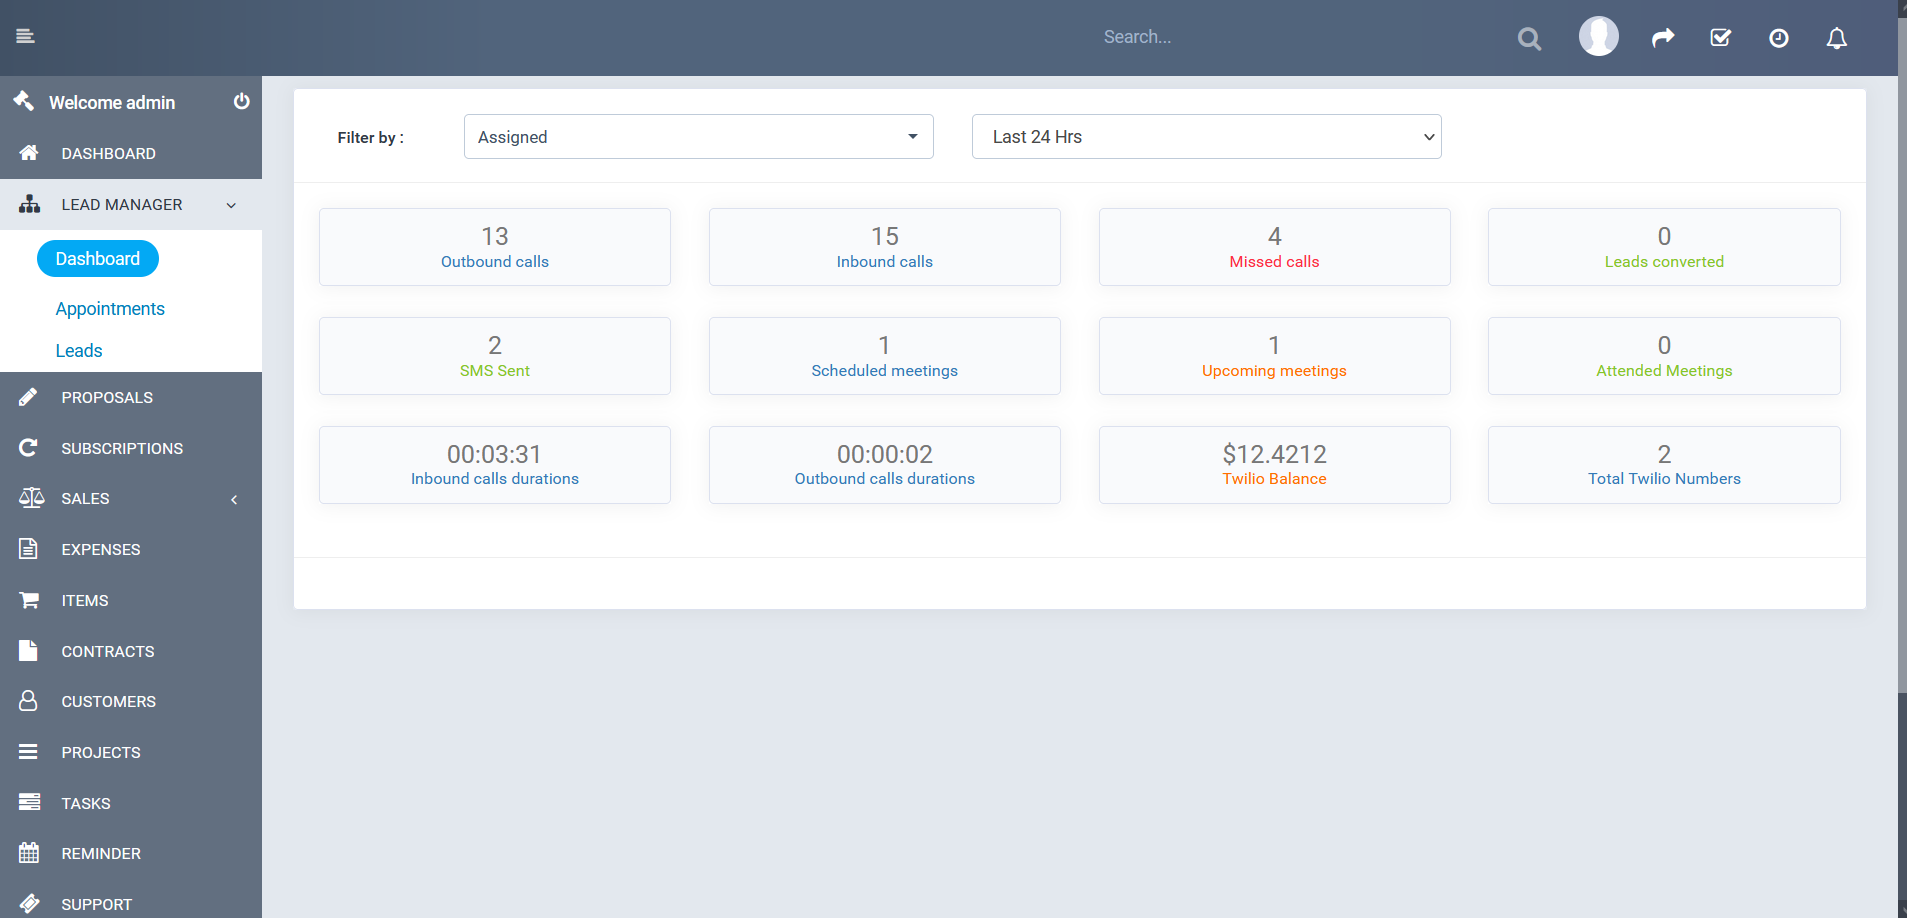 Search...
Welcome admin
DASHBOARD
LEAD MANAGER
Dashboard
Appointments
Leads
PROPOSALS
SUBSCRIPTIONS
SALES
EXPENSES
ITEMS
CONTRACTS
CUSTOMERS
PROJECTS
TASKS
REMINDER
SUPPORT
Filter by :
Assigned
Last 24 Hrs
13
Outbound calls
15
Inbound calls
4
Missed calls
0
Leads converted
2
SMS Sent
1
Scheduled meetings
1
Upcoming meetings
0
Attended Meetings
00:03:31
Inbound calls durations
00:00:02
Outbound calls durations
$12.4212
Twilio Balance
2
Total Twilio Numbers